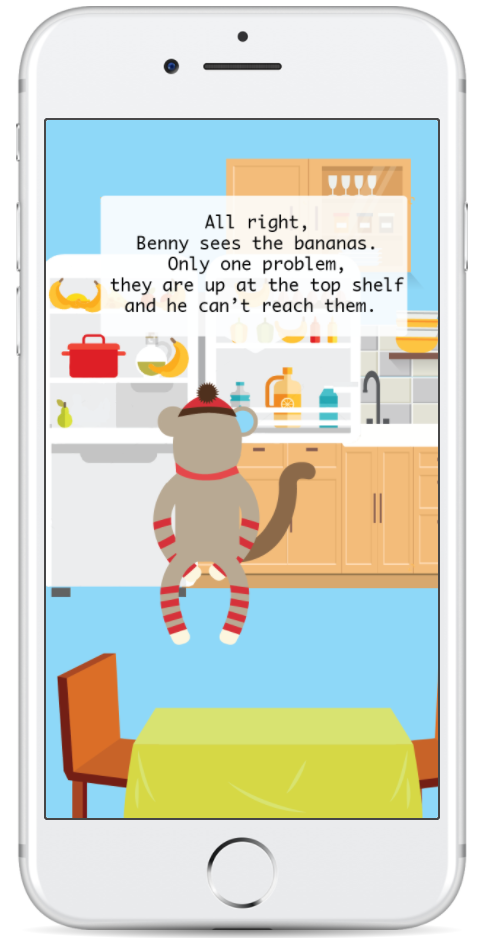 All right,
Benny sees the bananas.
Only one problem,
they are up at the top shelf
and he can’t reach them.